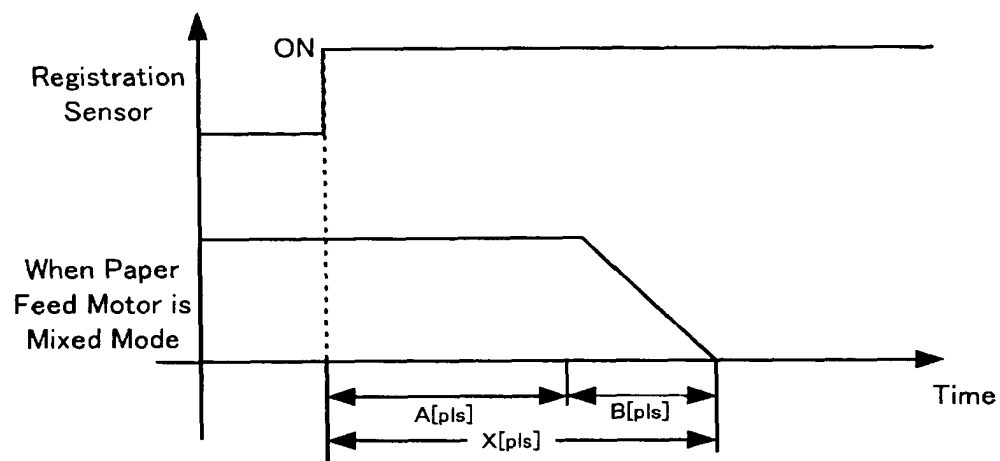 ON
Registration
Sensor
When Paper
Feed Motor is
Mixed Mode
Time
A[pls]
B[pls]
X[pls]